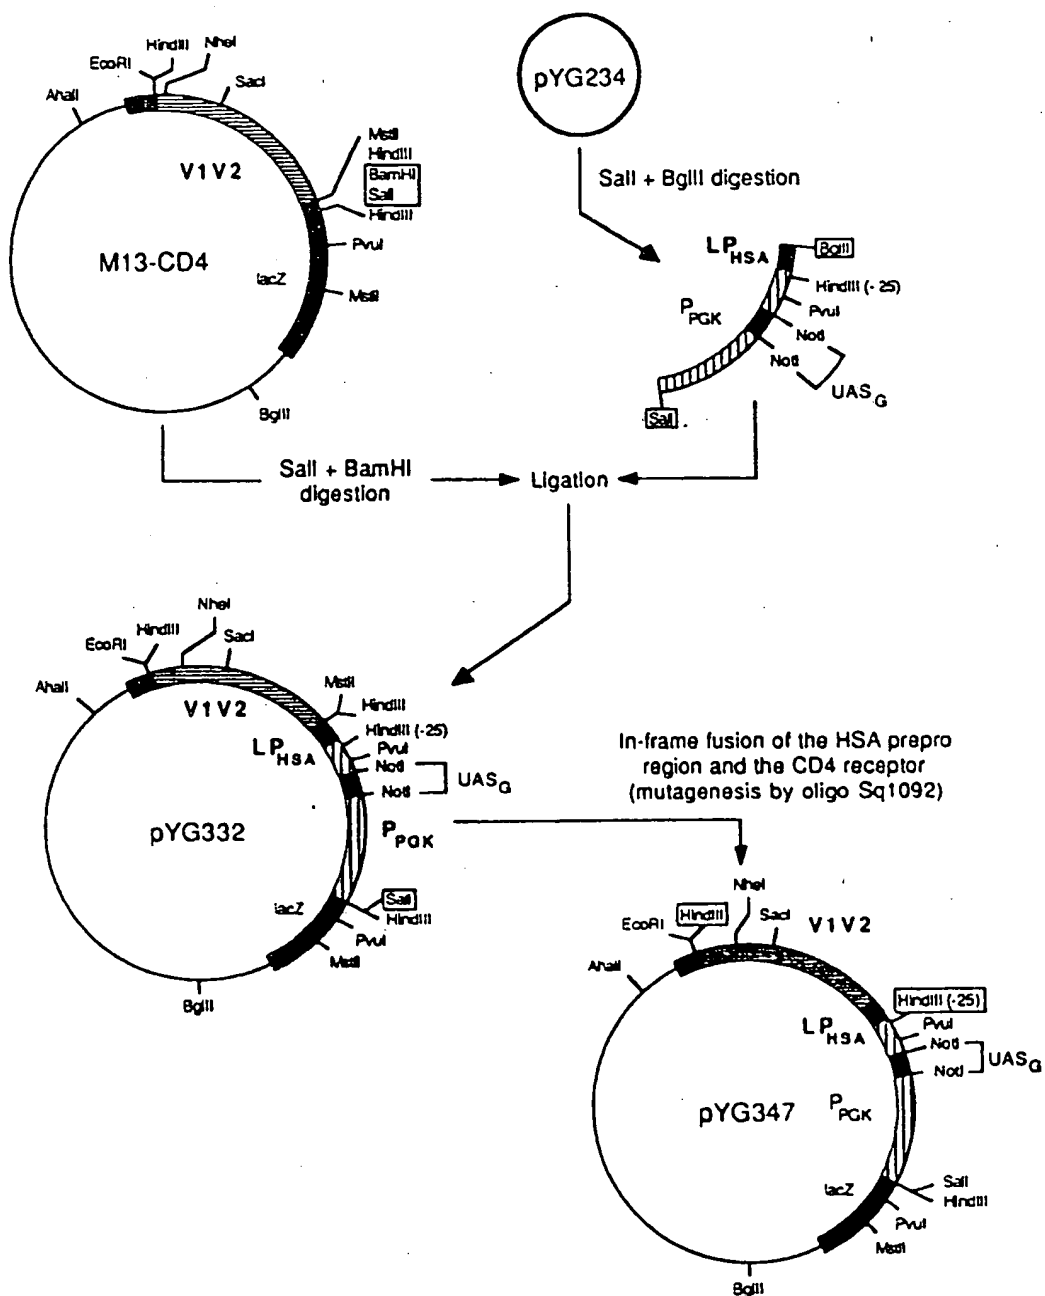 HindIII
NheI
EcoRI
SacI
AhaII
MstII
HindIII
BamHI
SalI
HindIII
V1V2
PvuI
M13-CD4
lacZ
MstII
BglII
pYG234
SalI + BglII digestion
LP HSA
BglII
HindIII (-25)
PvuI
P PGK
NotI
NotI
UAS G
SalI
SalI + BamHI
digestion
Ligation
NheI
HindIII
EcoRI
SacI
AhaII
MstII
HindIII
V1V2
HindIII (-25)
LP HSA
PvuI
NotI
UAS G
NotI
pYG332
P PGK
SalI
lacZ
HindIII
PvuI
MstII
BglII
In-frame fusion of the HSA prepro
region and the CD4 receptor
(mutagenesis by oligo Sq1092)
NheI
HindIII
EcoRI
SacI
V1V2
AhaII
HindIII (-25)
LP HSA
PvuI
NotI
UAS G
NotI
pYG347
P PGK
lacZ
SalI
HindIII
PvuI
MstII
BglII